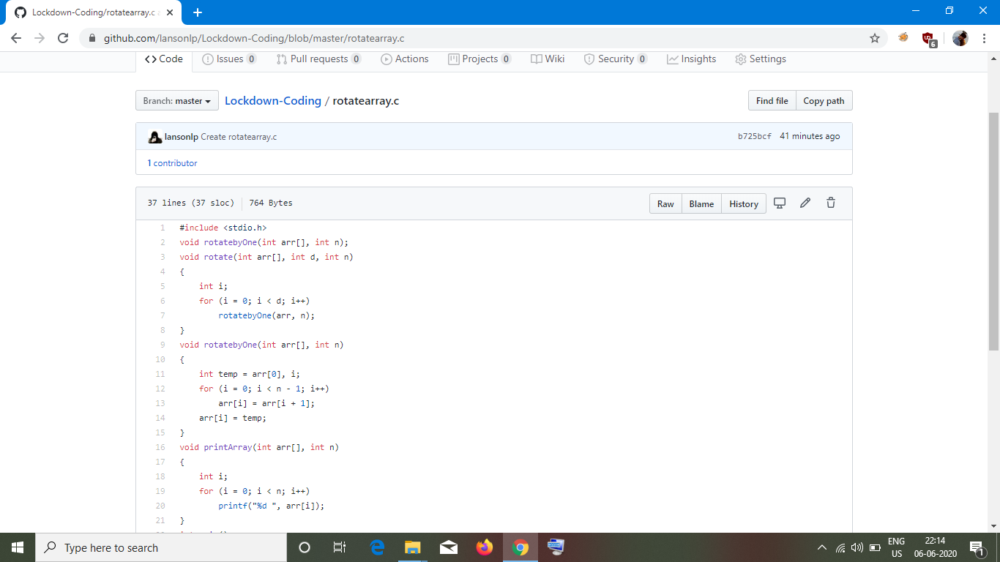 Lockdown-Coding/rotatearray.c a
github.com/lansonlp/Lockdown-Coding/blob/master/rotatearray.c
6
Code Issues 0 Pull requests 0 Actions Projects 0 Wiki Security 0 Insights Settings
Branch: master Lockdown-Coding / rotatearray.c Find file Copy path
lansonlp Create rotatearray.c b725bcf 41 minutes ago
1 contributor
37 lines (37 sloc) 764 Bytes Raw Blame History
1 #include <stdio.h>
2 void rotatebyOne(int arr[], int n);
3 void rotate(int arr[], int d, int n)
4 {
5 int i;
6 for (i = 0; i < d; i++)
7 rotatebyOne(arr, n);
8 }
9 void rotatebyOne(int arr[], int n)
10 {
11 int temp = arr[0], i;
12 for (i = 0; i < n - 1; i++)
13 arr[i] = arr[i + 1];
14 arr[i] = temp;
15 }
16 void printArray(int arr[], int n)
17 {
18 int i;
19 for (i = 0; i < n; i++)
20 printf("%d ", arr[i]);
21 }
Type here to search
ENG
US
22:14
06-06-2020
1